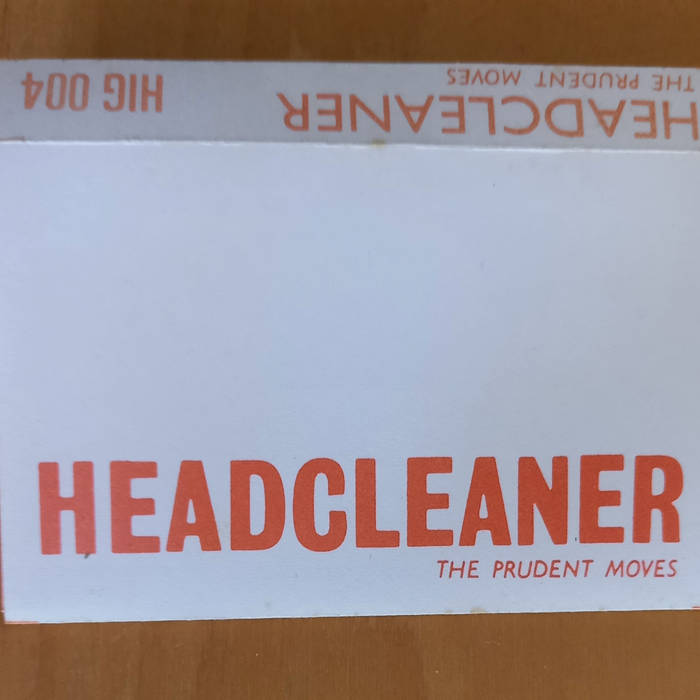 THE PRUDENT MOVES
HEADCLEANER
HIG 004
HEADCLEANER
THE PRUDENT MOVES